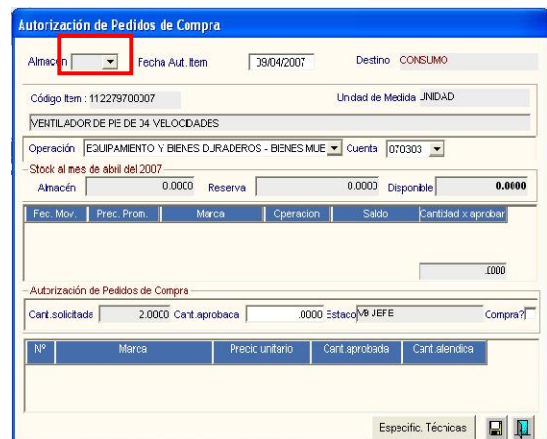 Autorización de Pedidos de Compra
Almacén Fecha Aut. Item 09/04/2007 Destino CONSUMO
Código Item : 112279700007 Unidad de Medida UNIDAD
VENTILADOR DE PIE DE 04 VELOCIDADES
Operación EQUIPAMIENTO Y BIENES DURADEROS - BIENES MUE Cuenta 070303
Stock al mes de abril del 2007
Almacén 0.0000 Reserva 0.0000 Disponible 0.0000
Fec. Mov. Prec. Prom. Marca Operacion Saldo Cantidad x aprobar
.0000
Autorización de Pedidos de Compra
Cant.solicitada 2.0000 Cant.aprobada .0000 Estado VB JEFE Compra?
Nº Marca Precio unitario Cant.aprobada Cant.atendida
Especific. Técnicas